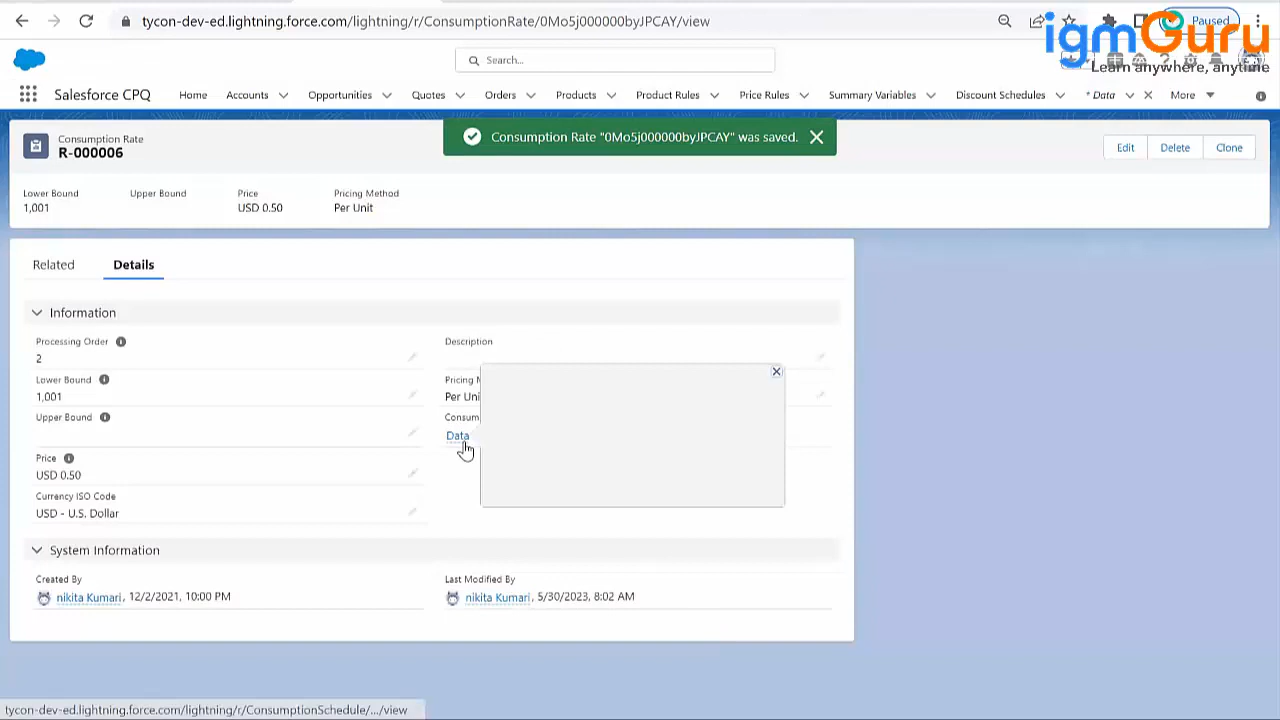 tycon-dev-ed.lightning.force.com/lightning/r/ConsumptionRate/0Mo5j000000byJPCAY/view
Paused
igmGuru
Learn anywhere, anytime
Search...
Salesforce CPQ
Home
Accounts
Opportunities
Quotes
Orders
Products
Product Rules
Price Rules
Summary Variables
Discount Schedules
* Data
More
Consumption Rate "0Mo5j000000byJPCAY" was saved.
Consumption Rate
R-000006
Edit
Delete
Clone
Lower Bound
1,001
Upper Bound
Price
USD 0.50
Pricing Method
Per Unit
Related
Details
Information
Processing Order
2
Description
Lower Bound
1,001
Pricing M
Per Uni
Upper Bound
Consum
Data
Price
USD 0.50
Currency ISO Code
USD - U.S. Dollar
System Information
Created By
nikita Kumari, 12/2/2021, 10:00 PM
Last Modified By
nikita Kumari, 5/30/2023, 8:02 AM
tycon-dev-ed.lightning.force.com/lightning/r/ConsumptionSchedule/.../view